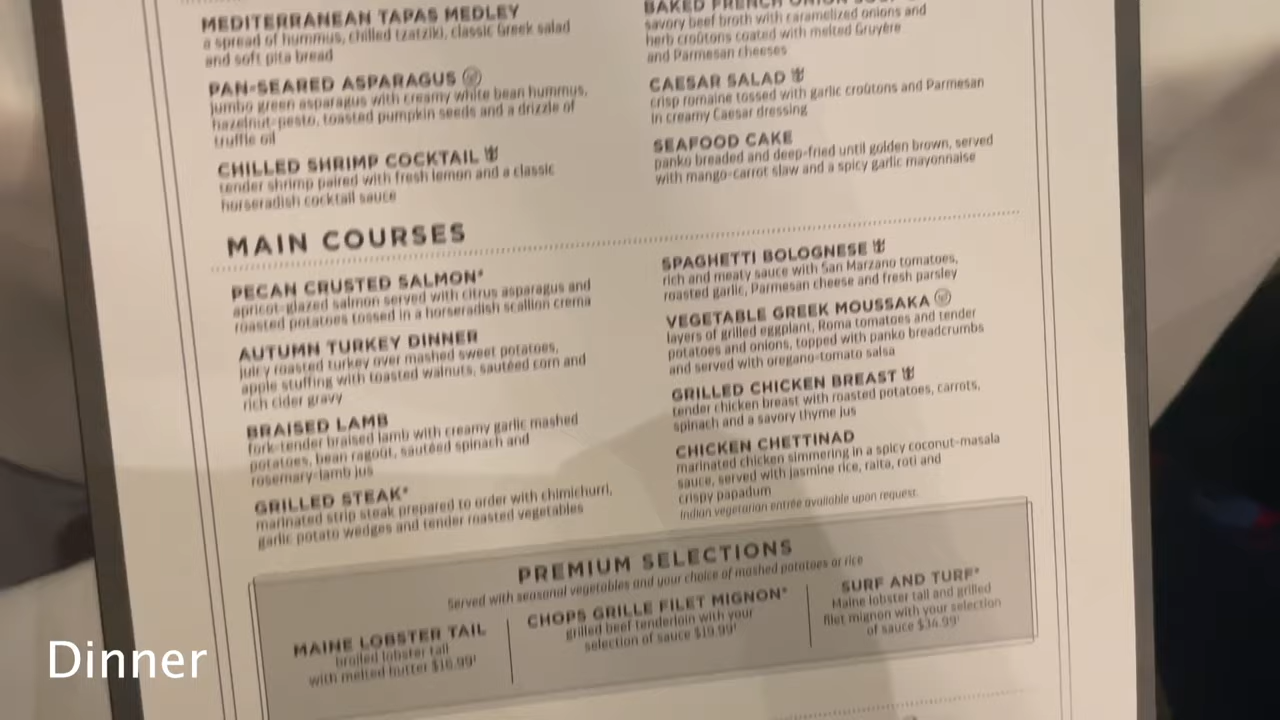 MEDITERRANEAN TAPAS MEDLEY
a spread of hummus, chilled tzatziki, classic Greek salad
and soft pita bread
PAN-SEARED ASPARAGUS
jumbo green asparagus with creamy white bean hummus,
hazelnut-pesto, toasted pumpkin seeds and a drizzle of
truffle oil
CHILLED SHRIMP COCKTAIL
tender shrimp paired with fresh lemon and a classic
horseradish cocktail sauce
BAKED FRENCH ONION SOUP
savory beef broth with caramelized onions and
herb croûtons coated with melted Gruyère
and Parmesan cheeses
CAESAR SALAD
crisp romaine tossed with garlic croûtons and Parmesan
in creamy Caesar dressing
SEAFOOD CAKE
panko breaded and deep-fried until golden brown, served
with mango-carrot slaw and a spicy garlic mayonnaise
MAIN COURSES
PECAN CRUSTED SALMON*
apricot-glazed salmon served with citrus asparagus and
roasted potatoes tossed in a horseradish scallion crema
AUTUMN TURKEY DINNER
juicy roasted turkey over mashed sweet potatoes,
apple stuffing with toasted walnuts, sautéed corn and
rich cider gravy
BRAISED LAMB
fork-tender braised lamb with creamy garlic mashed
potatoes, bean ragoût, sautéed spinach and
rosemary-lamb jus
GRILLED STEAK*
marinated strip steak prepared to order with chimichurri,
garlic potato wedges and tender roasted vegetables
SPAGHETTI BOLOGNESE
rich and meaty sauce with San Marzano tomatoes,
roasted garlic, Parmesan cheese and fresh parsley
VEGETABLE GREEK MOUSSAKA
layers of grilled eggplant, Roma tomatoes and tender
potatoes and onions, topped with panko breadcrumbs
and served with oregano-tomato salsa
GRILLED CHICKEN BREAST
tender chicken breast with roasted potatoes, carrots,
spinach and a savory thyme jus
CHICKEN CHETTINAD
marinated chicken simmering in a spicy coconut-masala
sauce, served with jasmine rice, raita, roti and
crispy papadum
Indian vegetarian entrée available upon request.
PREMIUM SELECTIONS
Served with seasonal vegetables and your choice of mashed potatoes or rice
MAINE LOBSTER TAIL
broiled lobster tail
with melted butter $16.99†
CHOPS GRILLE FILET MIGNON*
grilled beef tenderloin with your
selection of sauce $19.99†
SURF AND TURF*
Maine lobster tail and grilled
filet mignon with your selection
of sauce $34.99†
Dinner